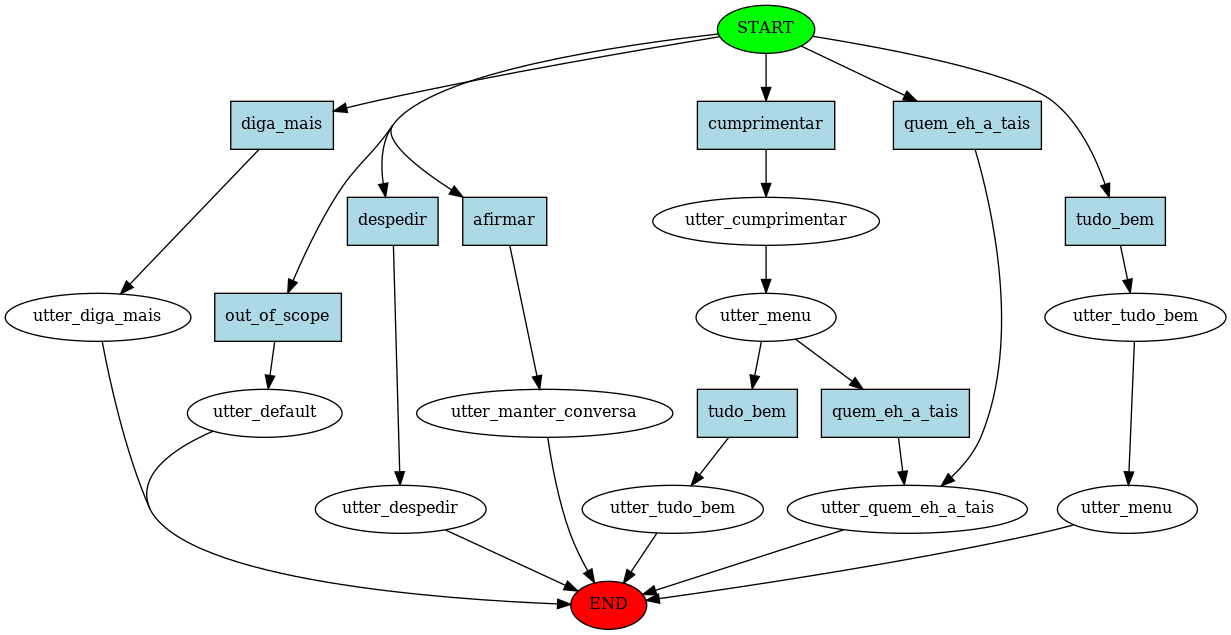 START
diga_mais
cumprimentar
quem_eh_a_tais
despedir
afirmar
utter_cumprimentar
tudo_bem
utter_diga_mais
out_of_scope
utter_menu
utter_tudo_bem
utter_default
utter_manter_conversa
tudo_bem
quem_eh_a_tais
utter_despedir
utter_tudo_bem
utter_quem_eh_a_tais
utter_menu
END